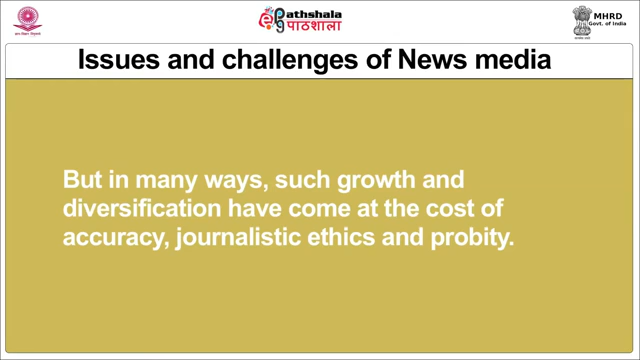 ePathshala
पाठशाला
MHRD
Govt. of India
Issues and challenges of News media
But in many ways, such growth and
diversification have come at the cost of
accuracy, journalistic ethics and probity.